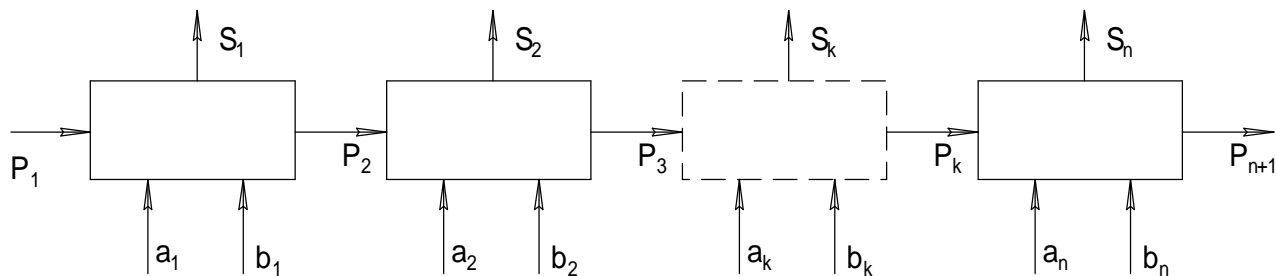 S₁ S₂ Sₖ Sₙ
P₁ P₂ P₃ Pₖ Pₙ₊₁
a₁ b₁ a₂ b₂ aₖ bₖ aₙ bₙ